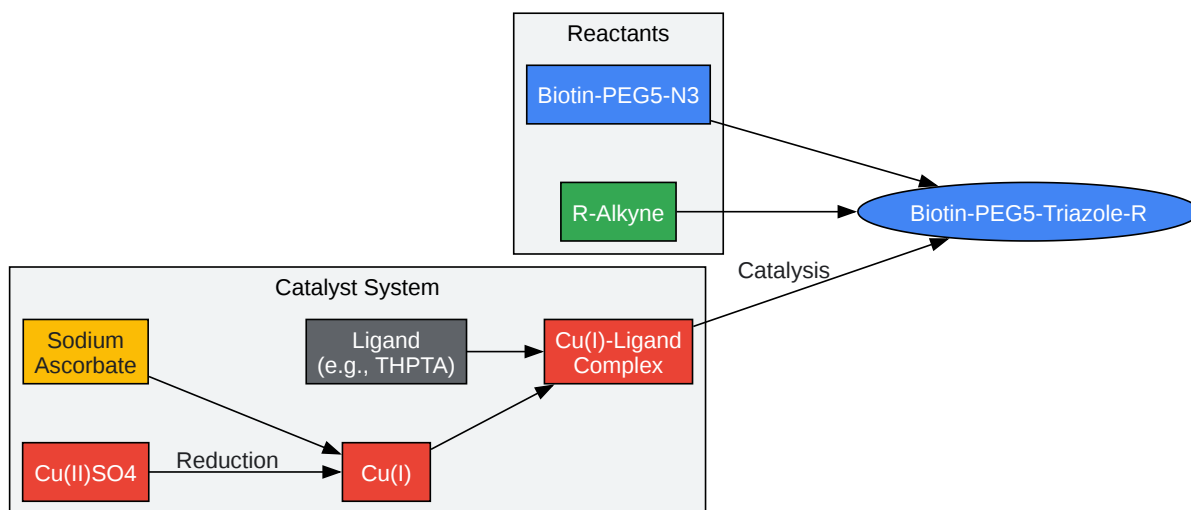 Reactants
Biotin-PEG5-N3
R-Alkyne
Biotin-PEG5-Triazole-R
Catalysis
Catalyst System
Sodium
Ascorbate
Ligand
(e.g., THPTA)
Cu(I)-Ligand
Complex
Cu(II)SO4
Reduction
Cu(I)